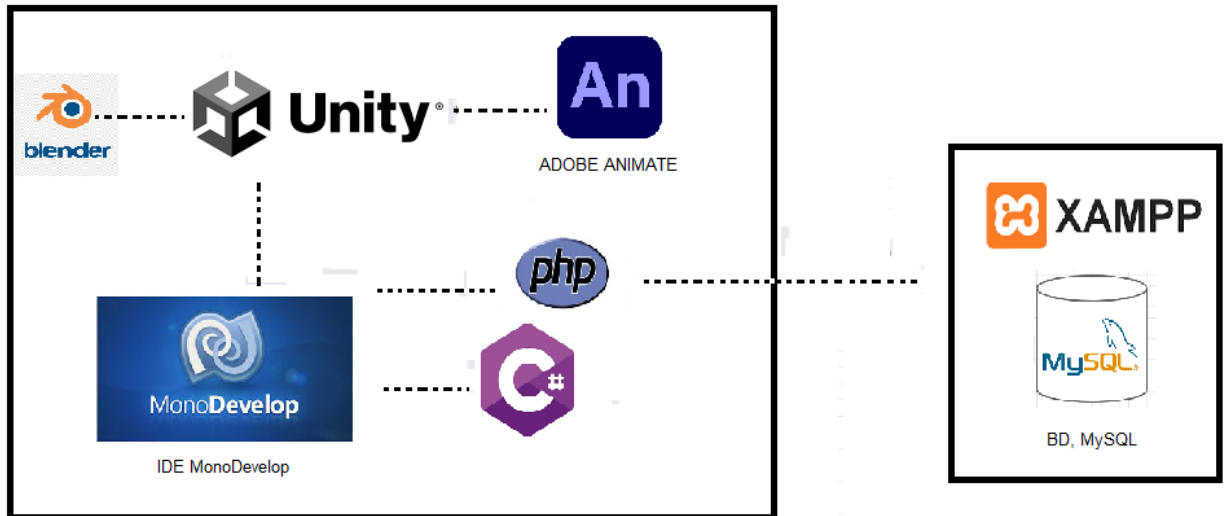 blender
Unity®
An
ADOBE ANIMATE
XAMPP
php
MySQL
C#
MonoDevelop
BD, MySQL
IDE MonoDevelop